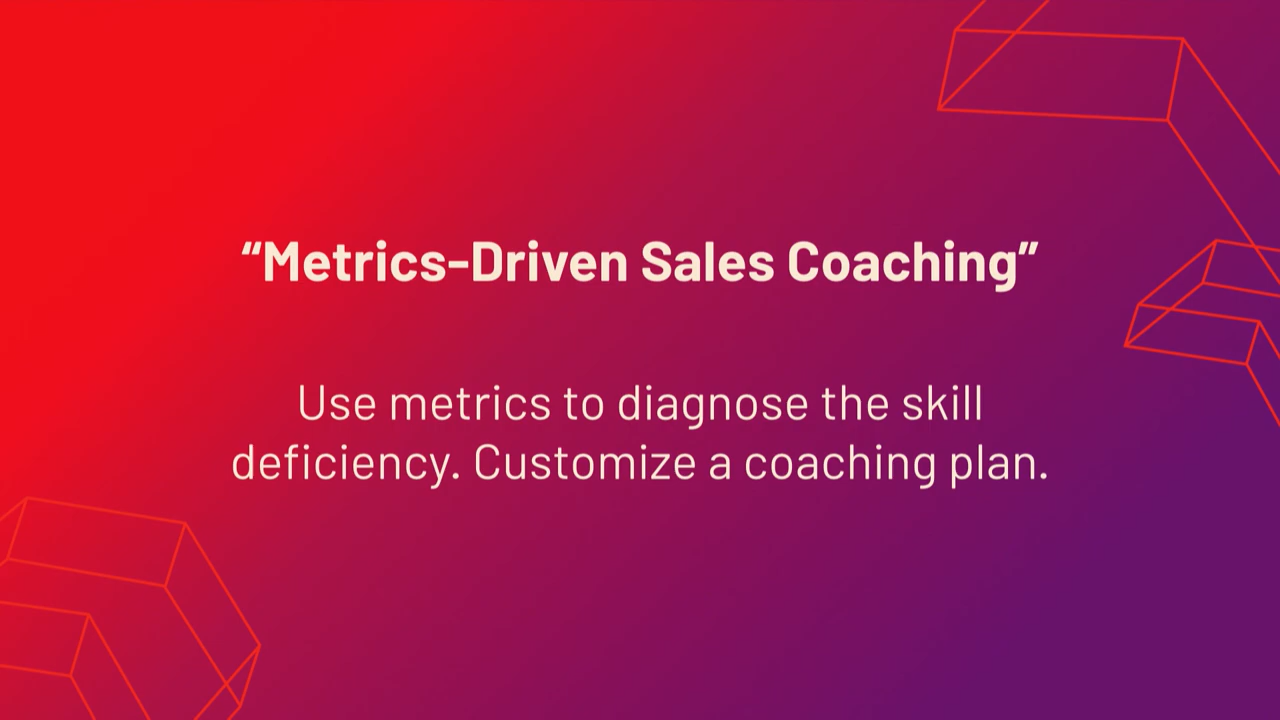 “Metrics-Driven Sales Coaching”
Use metrics to diagnose the skill
deficiency. Customize a coaching plan.